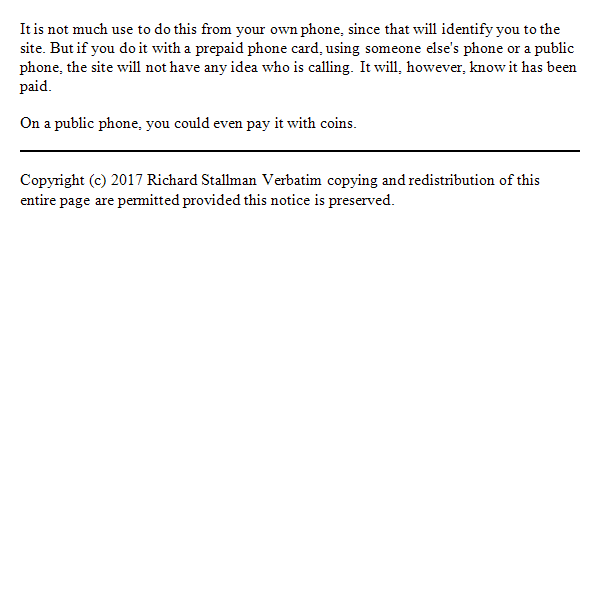 It is not much use to do this from your own phone, since that will identify you to the
site. But if you do it with a prepaid phone card, using someone else's phone or a public
phone, the site will not have any idea who is calling. It will, however, know it has been
paid.
On a public phone, you could even pay it with coins.
Copyright (c) 2017 Richard Stallman Verbatim copying and redistribution of this
entire page are permitted provided this notice is preserved.